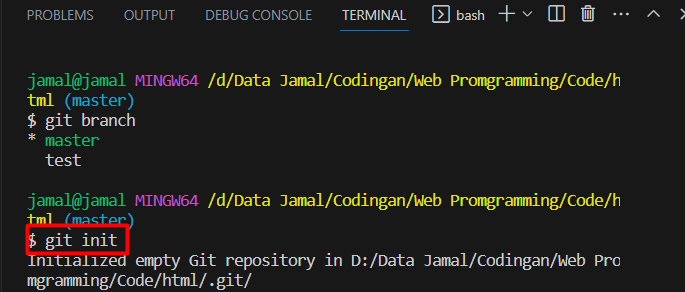 PROBLEMS OUTPUT DEBUG CONSOLE TERMINAL bash
jamal@jamal MINGW64 /d/Data Jamal/Codingan/Web Promgramming/Code/h
tml (master)
$ git branch
* master
test
jamal@jamal MINGW64 /d/Data Jamal/Codingan/Web Promgramming/Code/h
tml (master)
$ git init
Initialized empty Git repository in D:/Data Jamal/Codingan/Web Pro
mgramming/Code/html/.git/